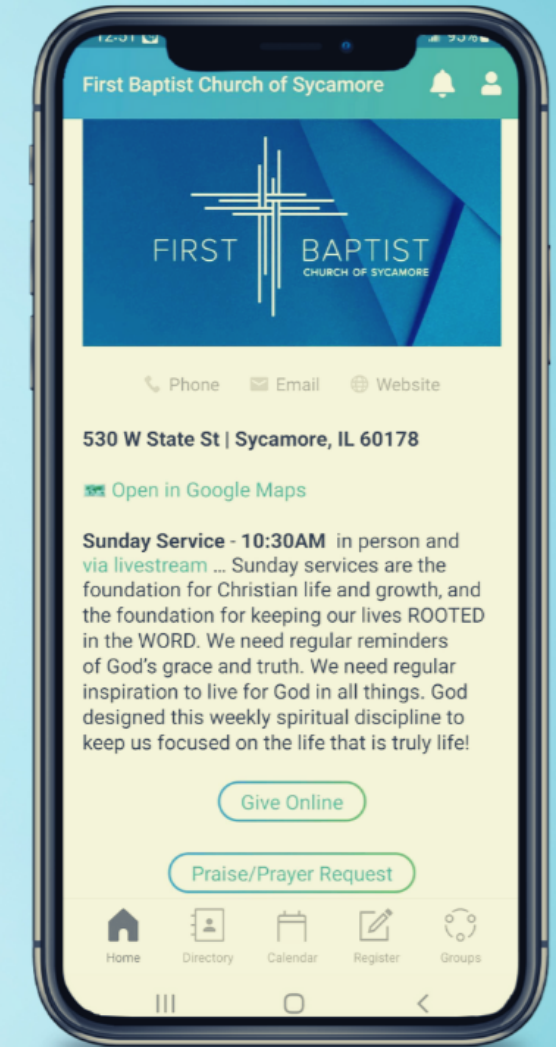 12:51
95%
First Baptist Church of Sycamore
FIRST BAPTIST
CHURCH OF SYCAMORE
Phone Email Website
530 W State St | Sycamore, IL 60178
Open in Google Maps
Sunday Service - 10:30AM in person and
via livestream ... Sunday services are the
foundation for Christian life and growth, and
the foundation for keeping our lives ROOTED
in the WORD. We need regular reminders
of God's grace and truth. We need regular
inspiration to live for God in all things. God
designed this weekly spiritual discipline to
keep us focused on the life that is truly life!
Give Online
Praise/Prayer Request
Home Directory Calendar Register Groups